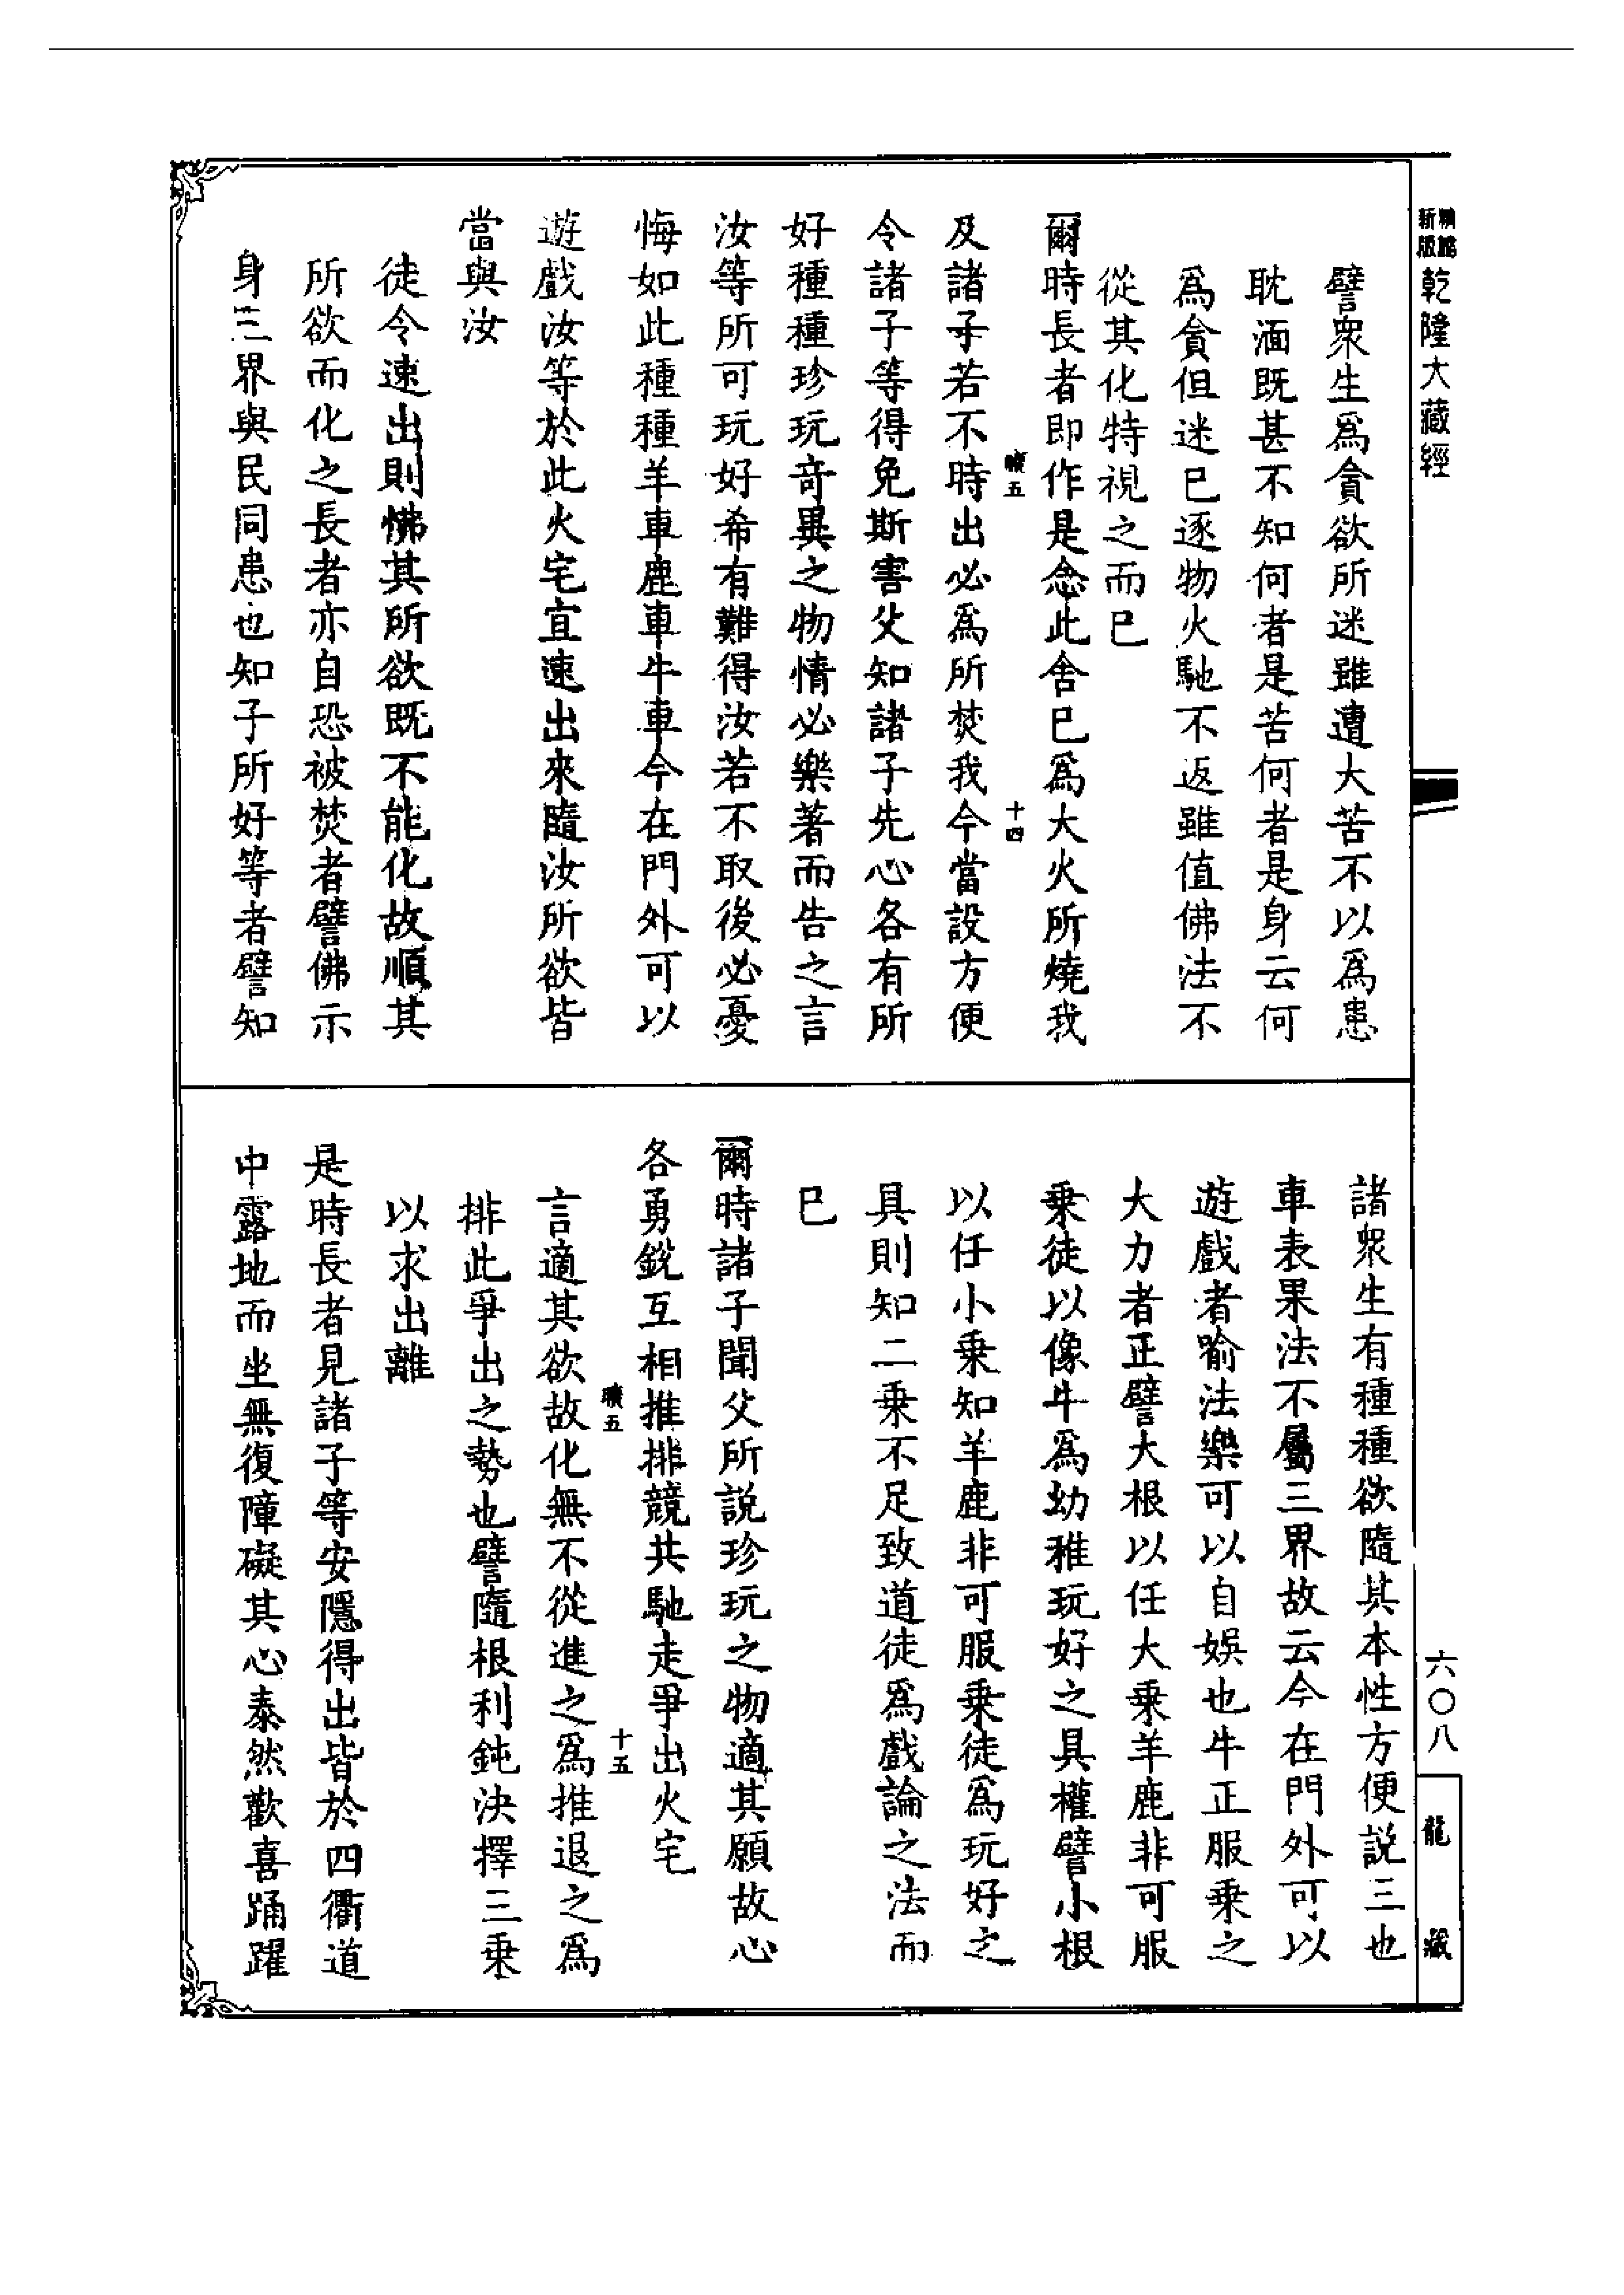 新版
乾隆大藏經
譬眾生爲貪欲所迷雖遭大苦不以爲患
耽湎既甚不知何者是苦何者是身云何
爲貪但迷巳逐物火馳不返雖值佛法不
從其化特視之而巳
爾時長者即作是念此舍巳爲大火所燒我
曠五
十四
及諸子若不時出必爲所焚我今當設方便
令諸子等得免斯害父知諸子先心各有所
好種種珍玩奇異之物情必樂著而告之言
汝等所可玩好希有難得汝若不取後必憂
悔如此種種羊車鹿車牛車今在門外可以
遊戲汝等於此火宅宜速出來隨汝所欲皆
當與汝
徒令速出則怫其所欲既不能化故順其
所欲而化之長者亦自恐被焚者譬佛示
身三界與民同患也知子所好等者譬知
諸眾生有種種欲隨其本性方便説三也
車表果法不屬三界故云今在門外可以
遊戲者喻法樂可以自娛也牛正服乘之
大力者正譬大根以任大乘羊鹿非可服
乘徒以像牛爲幼稚玩好之具權譬小根
以任小乘知羊鹿非可服乘徒爲玩好之
具則知二乘不足致道徒爲戲論之法而
巳
爾時諸子聞父所説珍玩之物適其願故心
各勇銳互相推排競共馳走爭出火宅
曠五
十五
言適其欲故化無不從進之爲推退之爲
排此爭出之勢也譬隨根利鈍決擇三乘
以求出離
是時長者見諸子等安隱得出皆於四衢道
中露地而坐無復障礙其心泰然歡喜踊躍
六〇八
龍藏